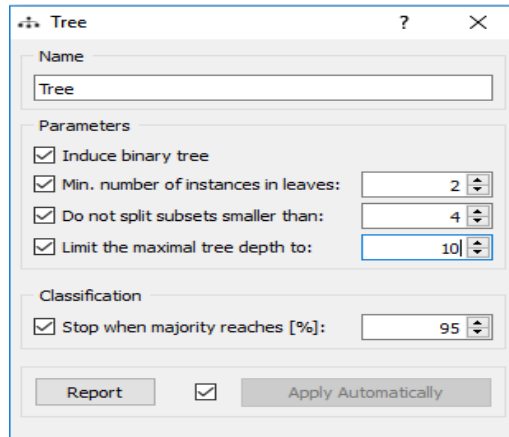 Tree ?
Name
Tree
Parameters
Induce binary tree
Min. number of instances in leaves: 2
Do not split subsets smaller than: 4
Limit the maximal tree depth to: 10
Classification
Stop when majority reaches [%]: 95
Report Apply Automatically